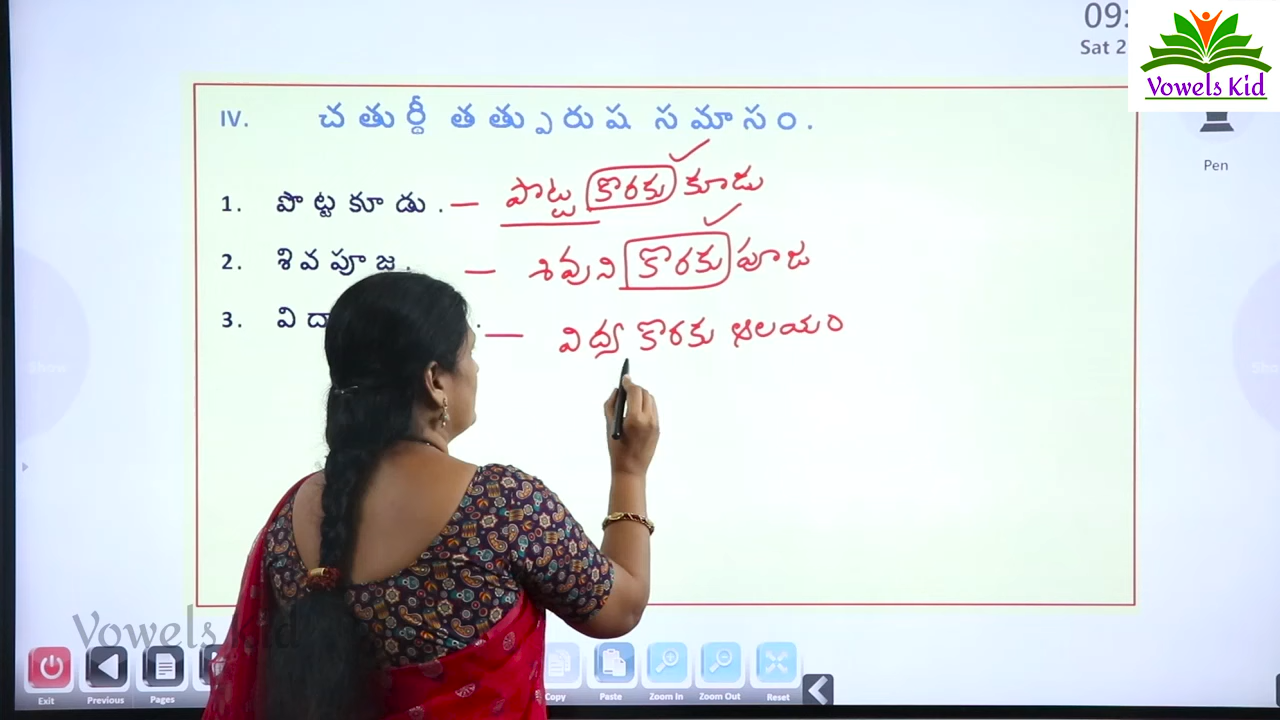 09:
Sat 2
Vowels Kid
Pen
IV. చతుర్థీ తత్పురుష సమాసం.
1. పొట్టకూడు. — పొట్ట కొరకు కూడు
2. శివపూజ. — శివుని కొరకు పూజ
3. — విద్య కొరకు ఆలయం
Vowels Kid
Exit Previous Pages Copy Paste Zoom In Zoom Out Reset